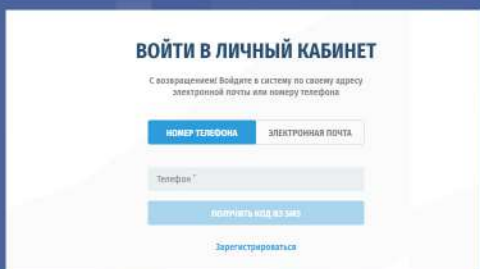 ВОЙТИ В ЛИЧНЫЙ КАБИНЕТ
С возвращением! Войдите в систему по своему адресу
электронной почты или номеру телефона
НОМЕР ТЕЛЕФОНА ЭЛЕКТРОННАЯ ПОЧТА
Телефон *
ПОЛУЧИТЬ КОД ИЗ SMS
Зарегистрироваться